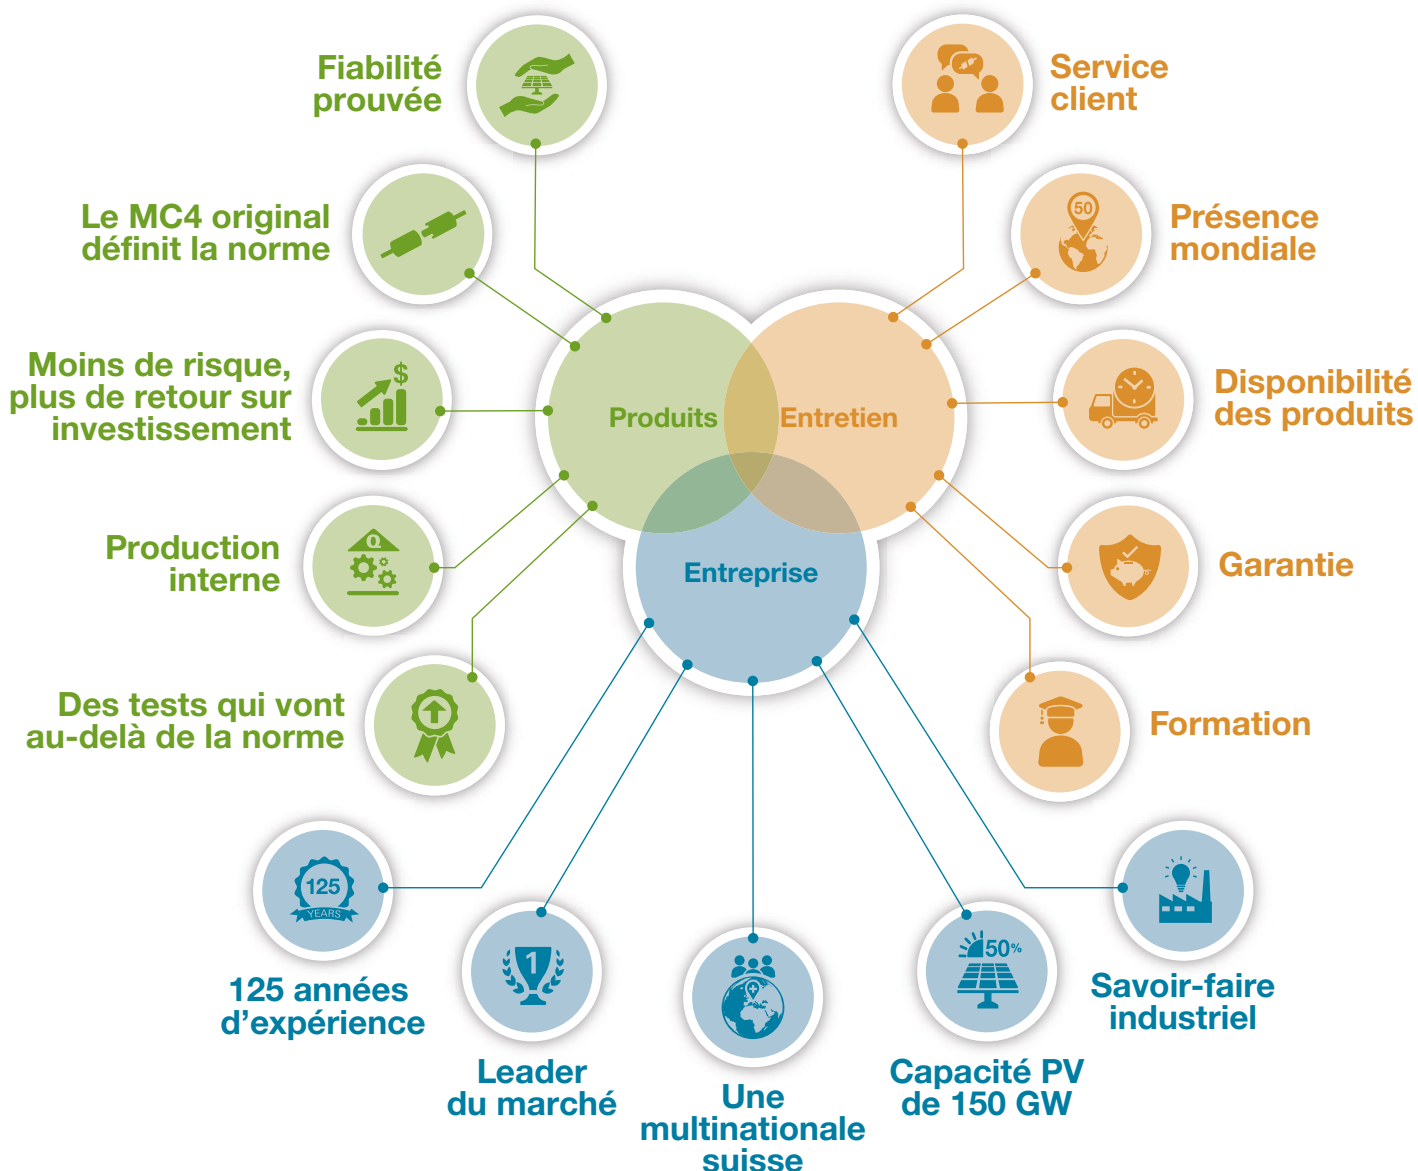 Fiabilité
prouvée
Service
client
Le MC4 original
définit la norme
50
Présence
mondiale
Moins de risque,
plus de retour sur
investissement
$
Produits
Entretien
Disponibilité
des produits
Production
interne
Q
Entreprise
Garantie
Des tests qui vont
au-delà de la norme
Formation
125
YEARS
125 années
d’expérience
1
Leader
du marché
Une
multinationale
suisse
50%
Capacité PV
de 150 GW
Savoir-faire
industriel